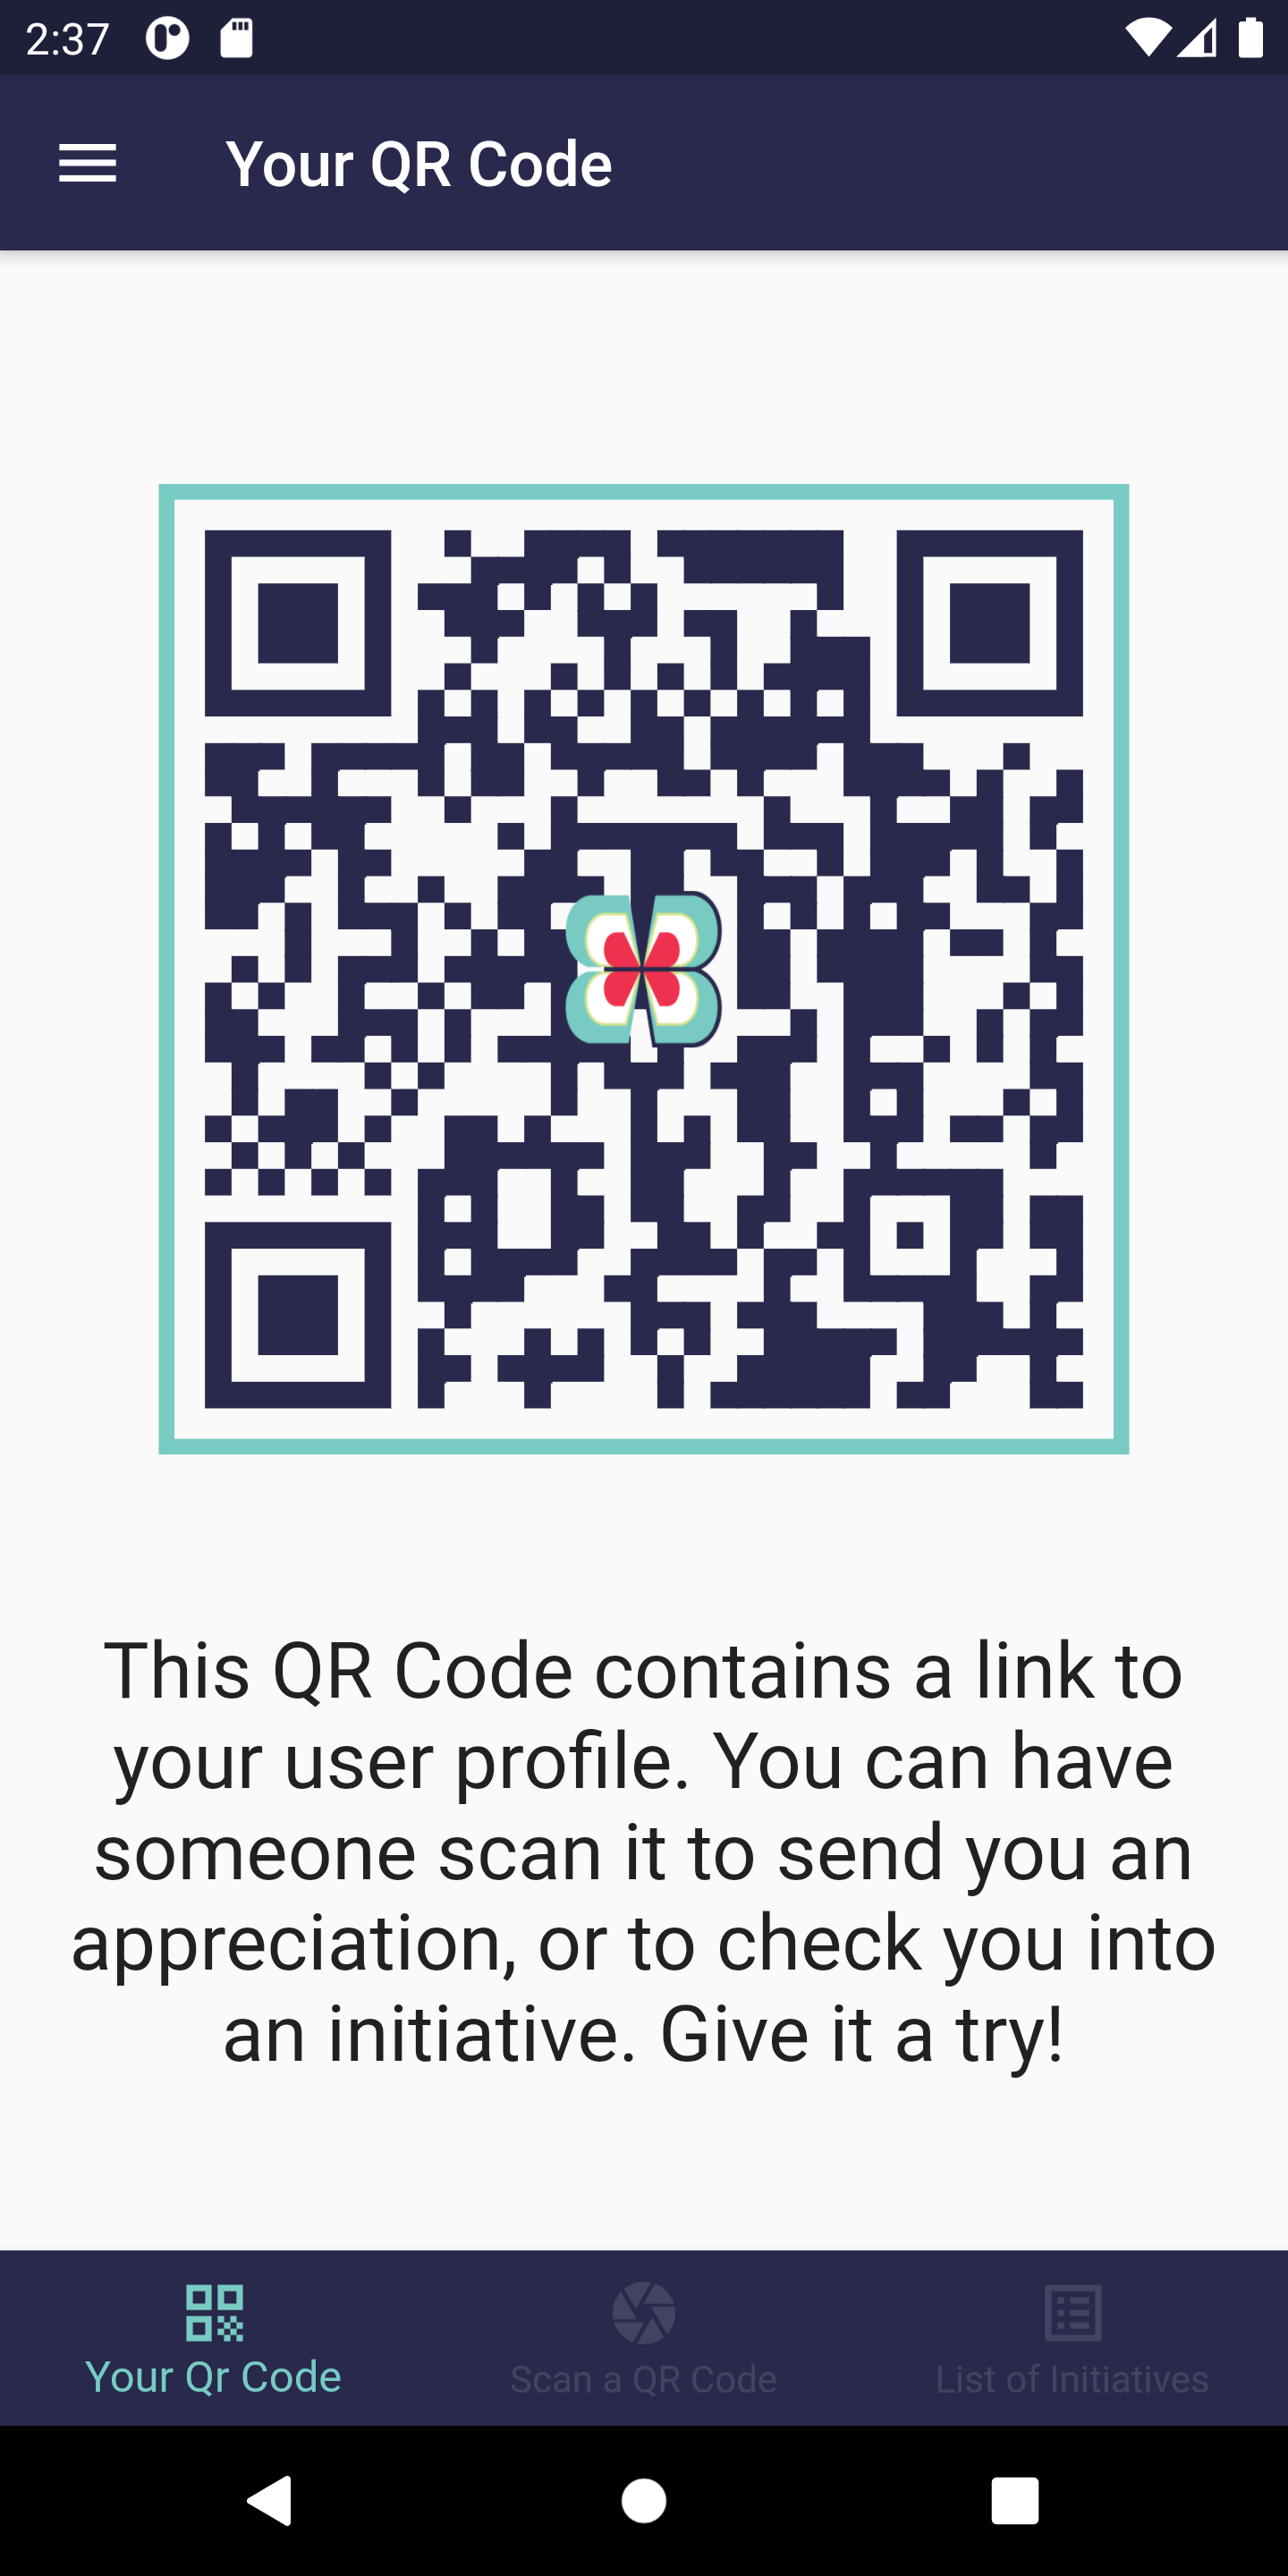 2:37
Your QR Code
This QR Code contains a link to
your user profile. You can have
someone scan it to send you an
appreciation, or to check you into
an initiative. Give it a try!
Your Qr Code
Scan a QR Code
List of Initiatives